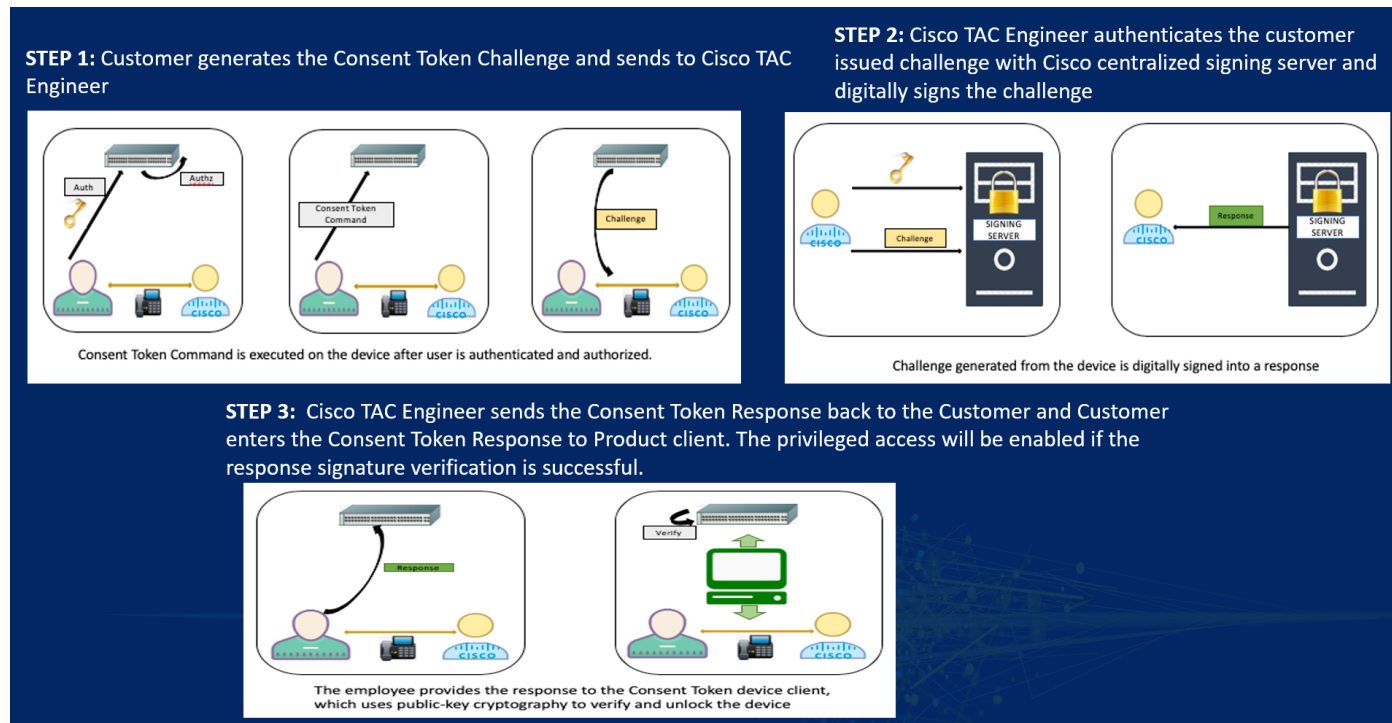 STEP 1: Customer generates the Consent Token Challenge and sends to Cisco TAC
Engineer
Auth
Authz
CISCO
Consent Token
Command
CISCO
Challenge
CISCO
Consent Token Command is executed on the device after user is authenticated and authorized.
STEP 2: Cisco TAC Engineer authenticates the customer
issued challenge with Cisco centralized signing server and
digitally signs the challenge
CISCO
Challenge
SIGNING
SERVER
CISCO
Response
SIGNING
SERVER
Challenge generated from the device is digitally signed into a response
STEP 3: Cisco TAC Engineer sends the Consent Token Response back to the Customer and Customer
enters the Consent Token Response to Product client. The privileged access will be enabled if the
response signature verification is successful.
Response
CISCO
Verify
CISCO
The employee provides the response to the Consent Token device client,
which uses public-key cryptography to verify and unlock the device